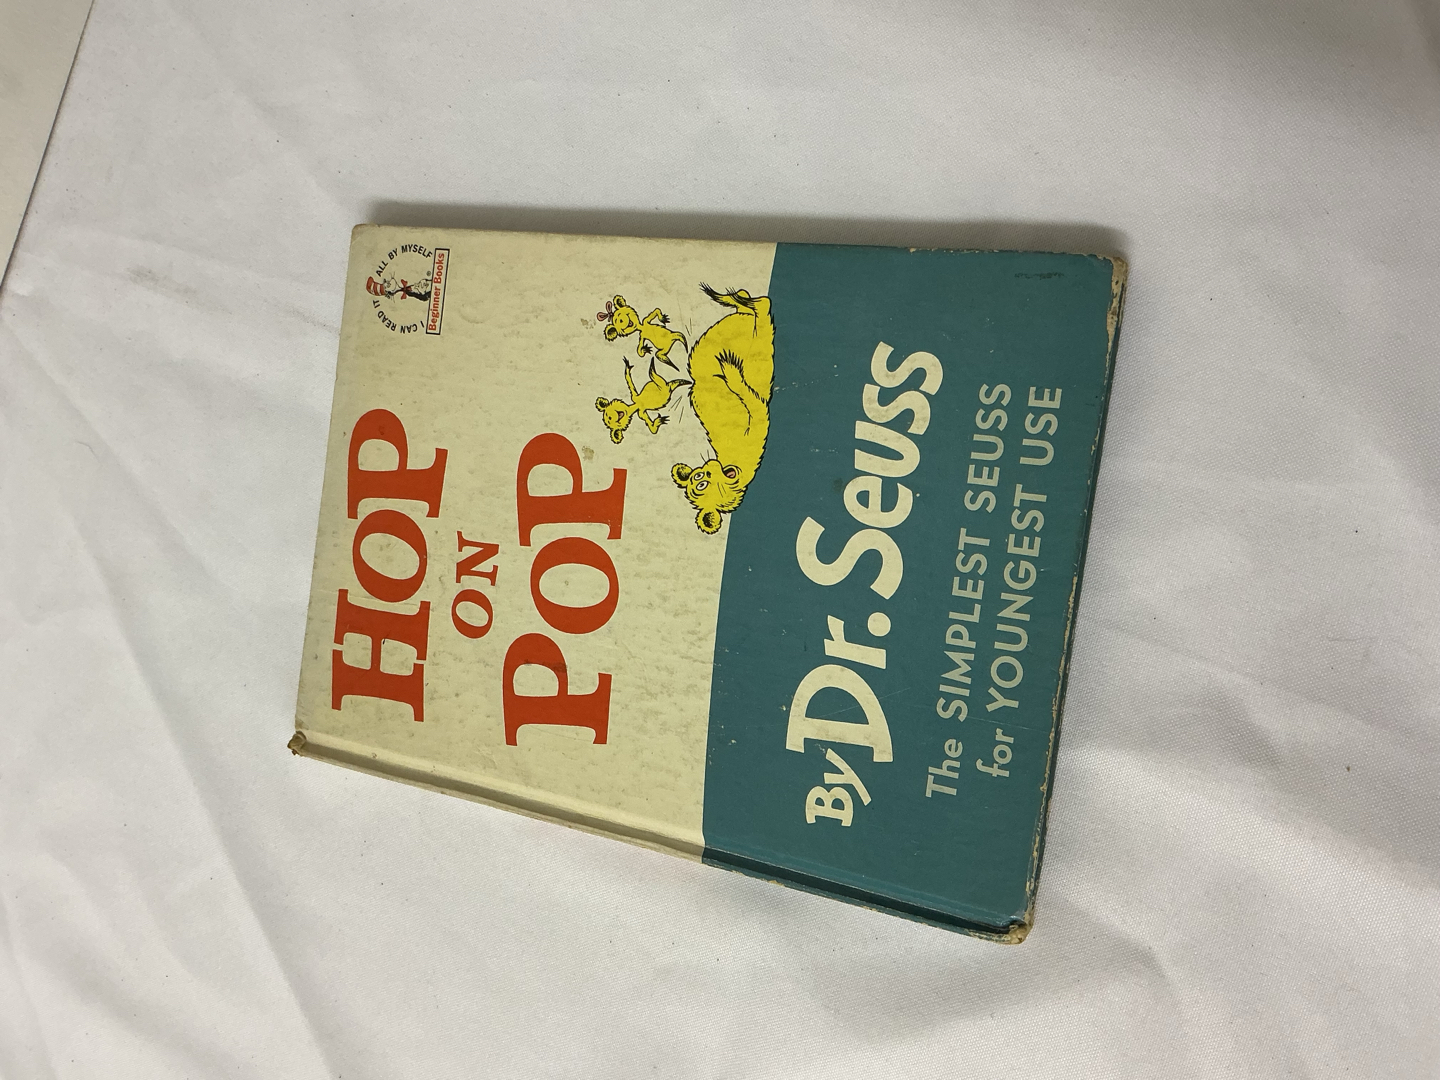 I CAN READ IT ALL BY MYSELF
Beginner Books
HOP
ON
POP
By Dr. Seuss
The SIMPLEST SEUSS
for YOUNGEST USE